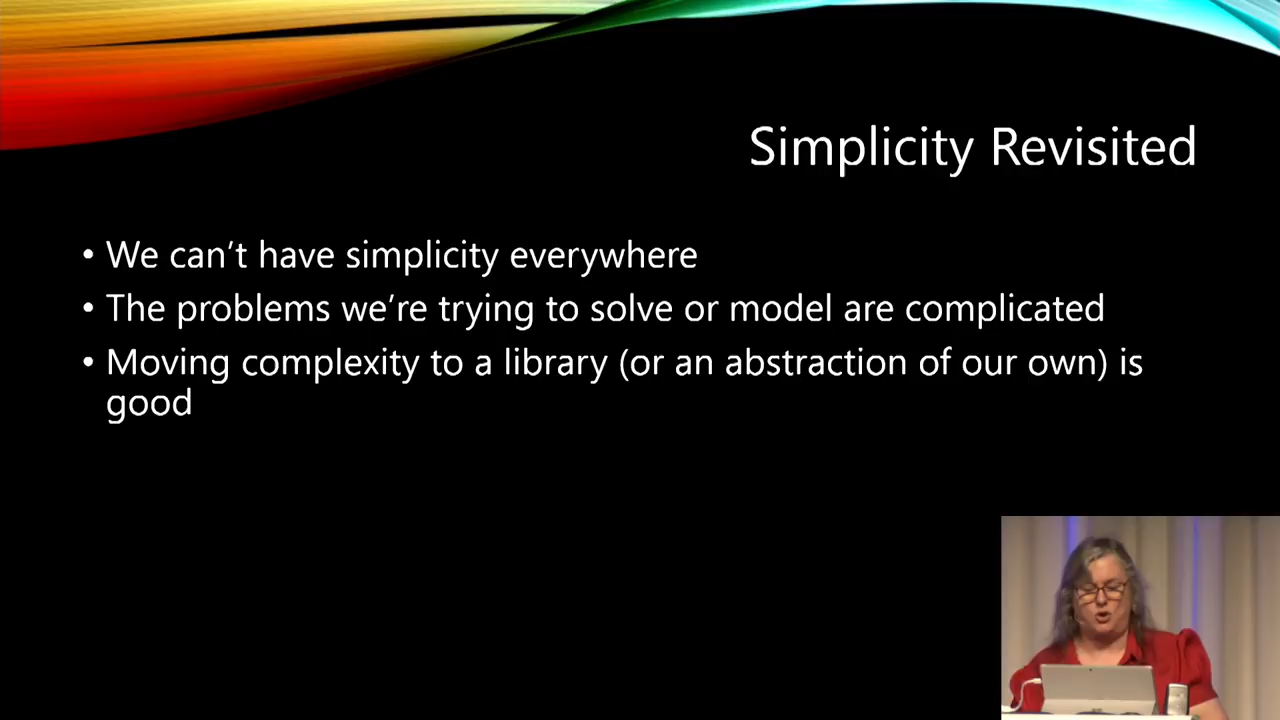 Simplicity Revisited
• We can’t have simplicity everywhere
• The problems we’re trying to solve or model are complicated
• Moving complexity to a library (or an abstraction of our own) is
good